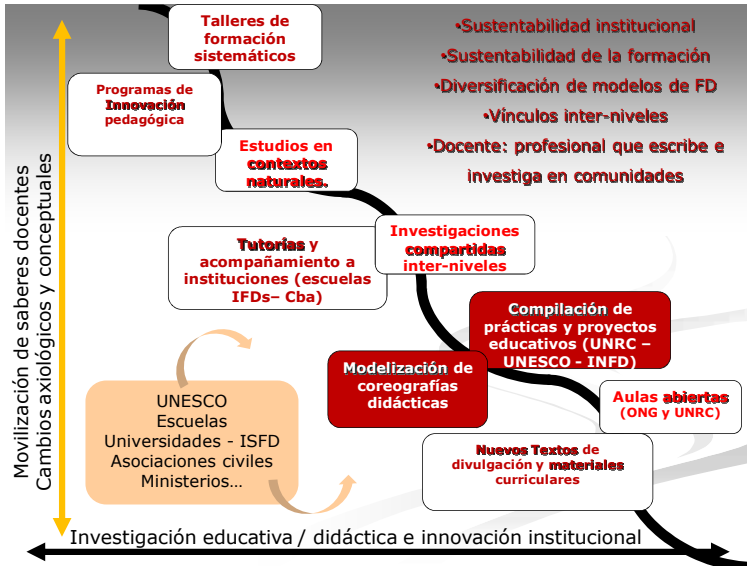 Talleres de
formación
sistemáticos
•Sustentabilidad institucional
•Sustentabilidad de la formación
•Diversificación de modelos de FD
•Vínculos inter-niveles
•Docente: profesional que escribe e
investiga en comunidades
Programas de
Innovación
pedagógica
Estudios en
contextos
naturales.
Investigaciones
compartidas
inter-niveles
Tutorías y
acompañamiento a
instituciones (escuelas
IFDs– Cba)
Compilación de
prácticas y proyectos
educativos (UNRC –
UNESCO - INFD)
Modelización de
coreografías
didácticas
Aulas abiertas
(ONG y UNRC)
UNESCO
Escuelas
Universidades - ISFD
Asociaciones civiles
Ministerios…
Nuevos Textos de
divulgación y materiales
curriculares
Movilización de saberes docentes
Cambios axiológicos y conceptuales
Investigación educativa / didáctica e innovación institucional